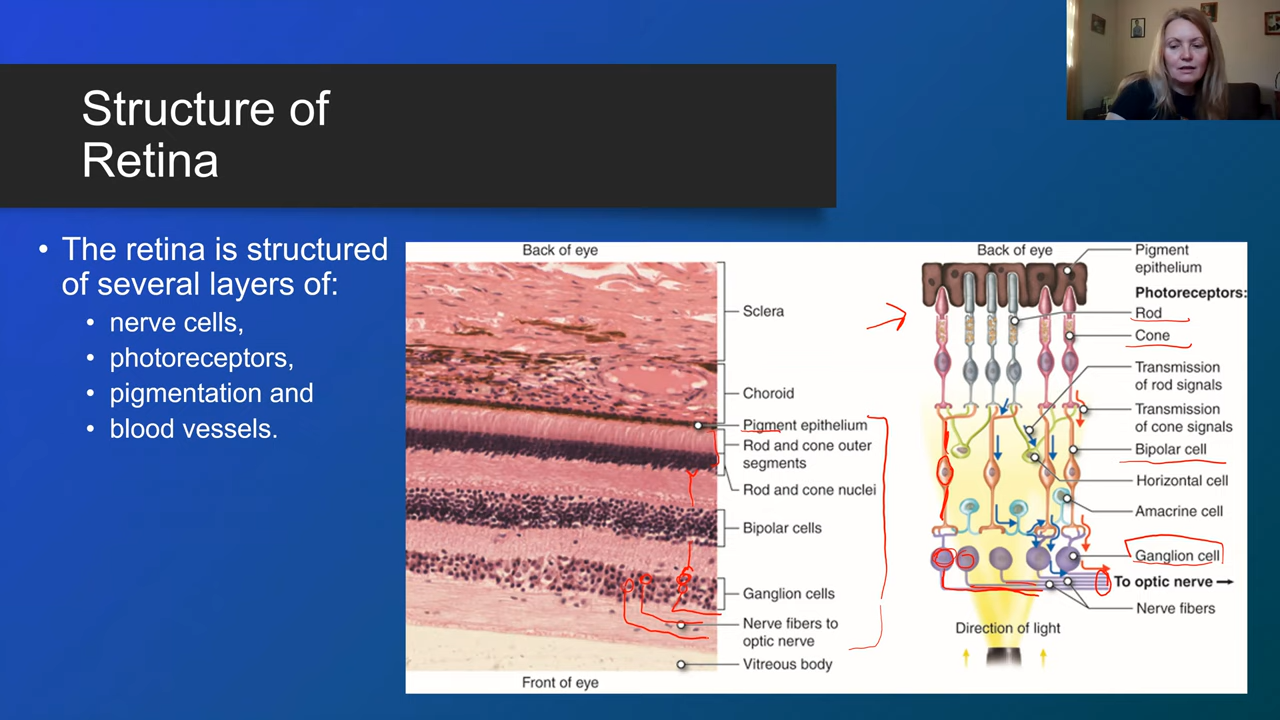 Structure of
Retina
• The retina is structured
of several layers of:
• nerve cells,
• photoreceptors,
• pigmentation and
• blood vessels.
Back of eye
Sclera
Choroid
Pigment epithelium
Rod and cone outer
segments
Rod and cone nuclei
Bipolar cells
Ganglion cells
Nerve fibers to
optic nerve
Vitreous body
Front of eye
Back of eye
Pigment
epithelium
Photoreceptors:
Rod
Cone
Transmission
of rod signals
Transmission
of cone signals
Bipolar cell
Horizontal cell
Amacrine cell
Ganglion cell
To optic nerve
Nerve fibers
Direction of light